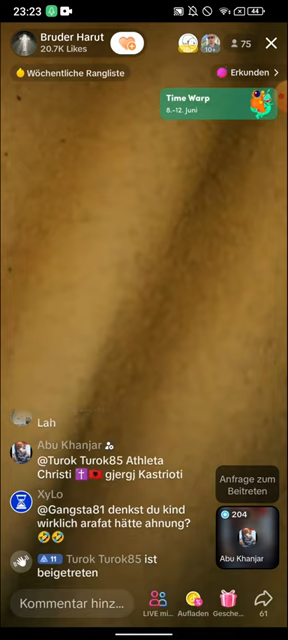 23:23
44
Bruder Harut
20.7K Likes
10+
75
Wöchentliche Rangliste
Erkunden >
Time Warp
8.–12. Juni
Lah
Abu Khanjar
@Turok Turok85 Athleta
Christi ✝️🇦🇱 gjergj Kastrioti
XyLo
@Gangsta81 denkst du kind
wirklich arafat hätte ahnung?
🤣🤣
11 Turok Turok85 ist
beigetreten
Anfrage zum
Beitreten
204
Abu Khanjar
Kommentar hinz...
LIVE mi...
Aufladen
Gesche...
61